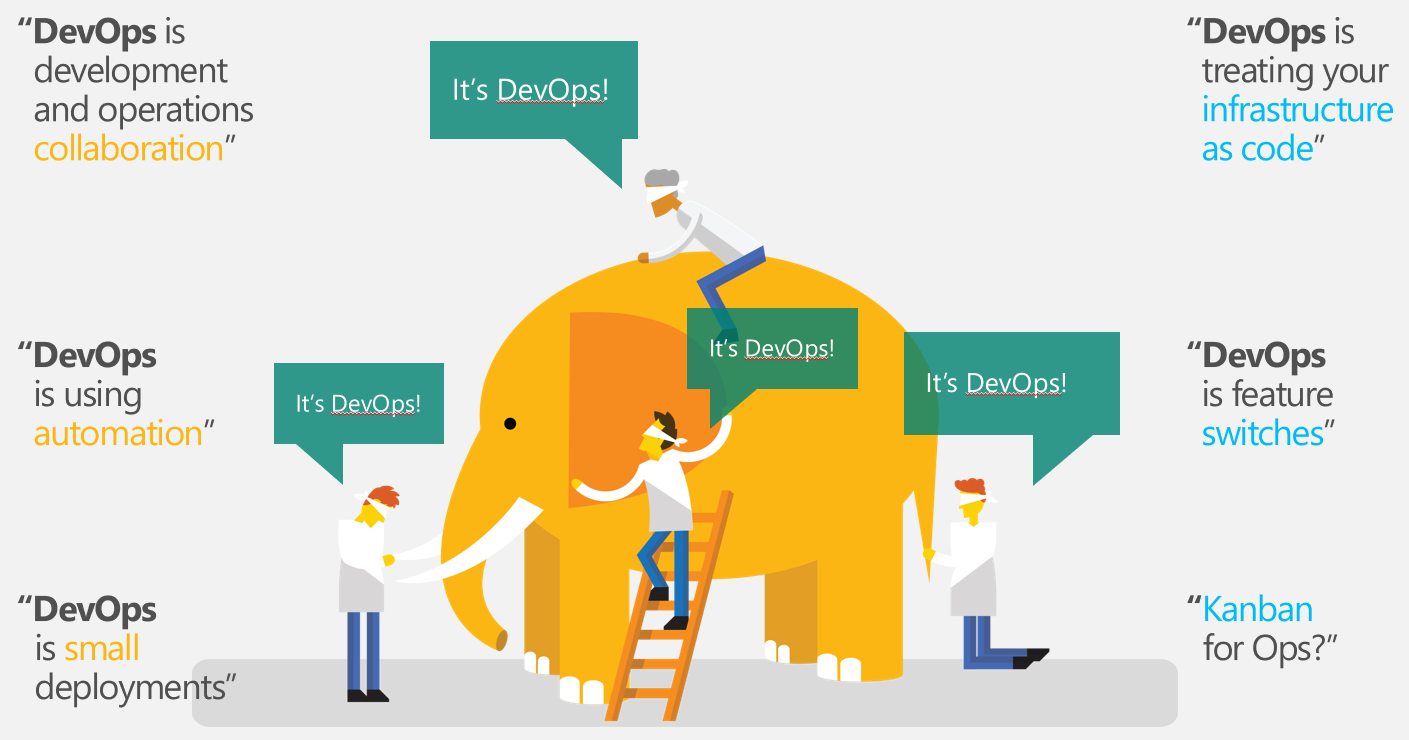 “DevOps is
development
and operations
collaboration”
It’s DevOps!
“DevOps is
treating your
infrastructure
as code”
“DevOps
is using
automation”
It’s DevOps!
It’s DevOps!
It’s DevOps!
“DevOps
is feature
switches”
“DevOps
is small
deployments”
“Kanban
for Ops?”